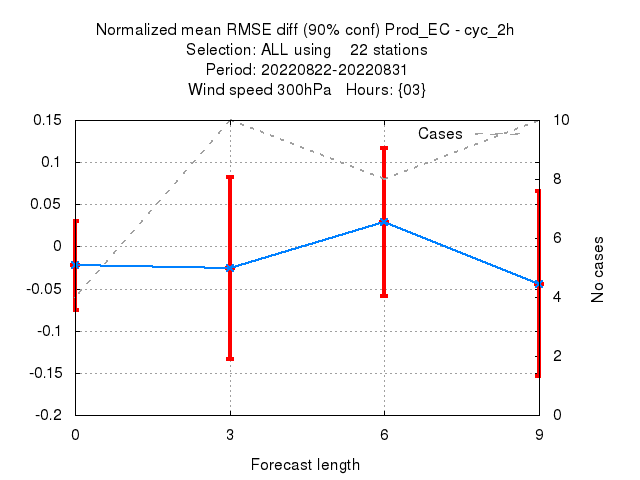 Normalized mean RMSE diff (90% conf) Prod_EC - cyc_2h
Selection: ALL using    22 stations
Period: 20220822-20220831
Wind speed 300hPa   Hours: {03}
Cases
0.15
0.1
0.05
0
-0.05
-0.1
-0.15
-0.2
10
8
6
4
2
0
No cases
0 3 6 9
Forecast length